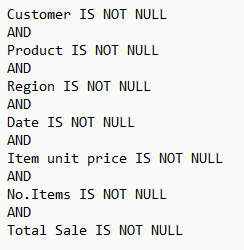 Customer IS NOT NULL
AND
Product IS NOT NULL
AND
Region IS NOT NULL
AND
Date IS NOT NULL
AND
Item unit price IS NOT NULL
AND
No.Items IS NOT NULL
AND
Total Sale IS NOT NULL